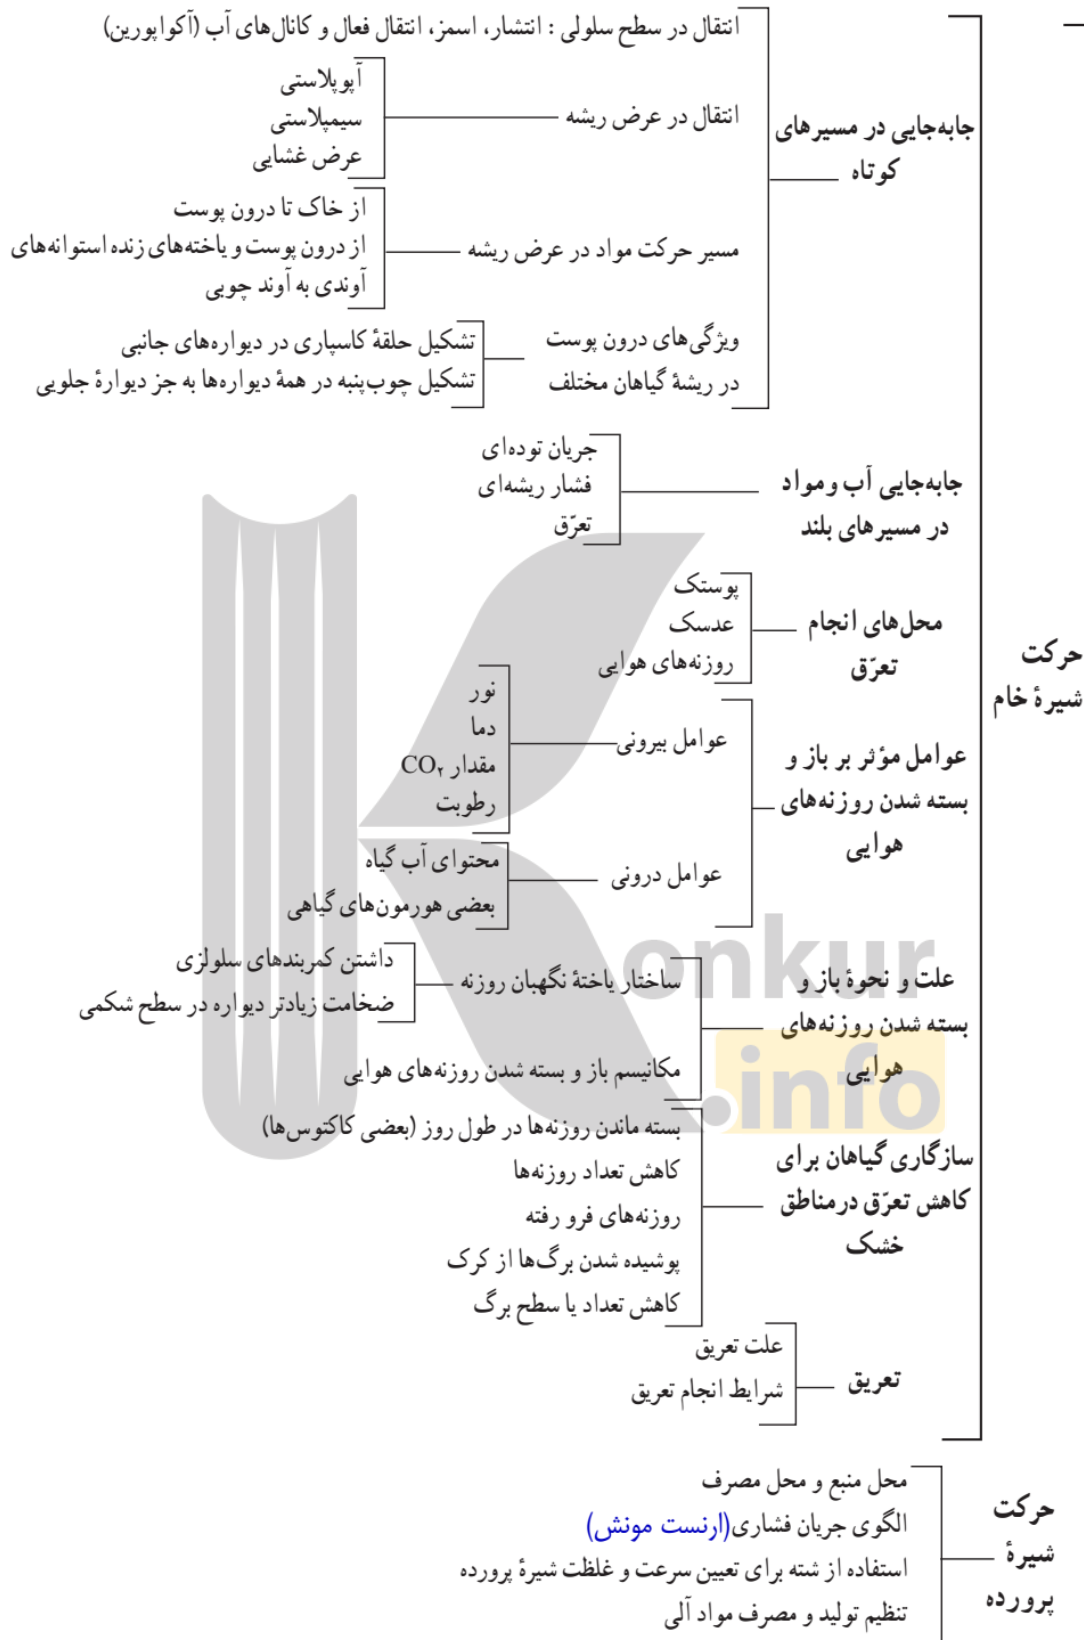 حرکت
شیرهٔ خام
جابه‌جایی در مسیرهای
کوتاه
انتقال در سطح سلولی : انتشار، اسمز، انتقال فعال و کانال‌های آب (آکواپورین)
انتقال در عرض ریشه
آپوپلاستی
سیمپلاستی
عرض غشایی
مسیر حرکت مواد در عرض ریشه
از خاک تا درون پوست
از درون پوست و یاخته‌های زنده استوانه‌های
آوندی به آوند چوبی
ویژگی‌های درون پوست
در ریشهٔ گیاهان مختلف
تشکیل حلقهٔ کاسپاری در دیواره‌های جانبی
تشکیل چوب‌پنبه در همهٔ دیواره‌ها به جز دیوارهٔ جلویی
جابه‌جایی آب ومواد
در مسیرهای بلند
جریان توده‌ای
فشار ریشه‌ای
تعرّق
محل‌های انجام
تعرّق
پوستک
عدسک
روزنه‌های هوایی
عوامل مؤثر بر باز و
بسته شدن روزنه‌های
هوایی
عوامل بیرونی
نور
دما
مقدار CO₂
رطوبت
عوامل درونی
محتوای آب گیاه
بعضی هورمون‌های گیاهی
علت و نحوهٔ باز و
بسته شدن روزنه‌های
هوایی
ساختار یاختهٔ نگهبان روزنه
داشتن کمربندهای سلولزی
ضخامت زیادتر دیواره در سطح شکمی
مکانیسم باز و بسته شدن روزنه‌های هوایی
سازگاری گیاهان برای
کاهش تعرّق درمناطق
خشک
بسته ماندن روزنه‌ها در طول روز (بعضی کاکتوس‌ها)
کاهش تعداد روزنه‌ها
روزنه‌های فرو رفته
پوشیده شدن برگ‌ها از کرک
کاهش تعداد یا سطح برگ
تعریق
علت تعریق
شرایط انجام تعریق
حرکت
شیرهٔ
پرورده
محل منبع و محل مصرف
الگوی جریان فشاری(ارنست مونش)
استفاده از شته برای تعیین سرعت و غلظت شیرهٔ پرورده
تنظیم تولید و مصرف مواد آلی
Konkur
.info